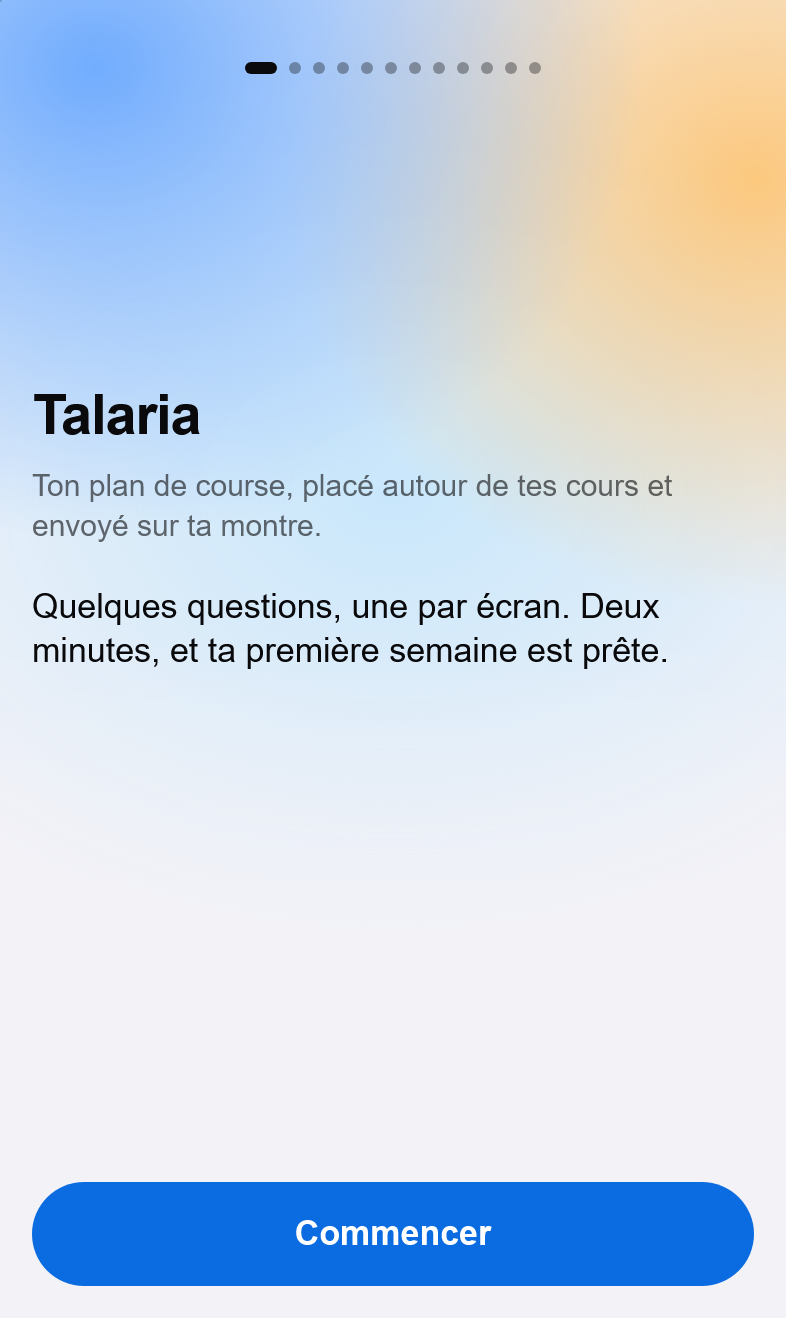 Talaria
Ton plan de course, placé autour de tes cours et
envoyé sur ta montre.
Quelques questions, une par écran. Deux
minutes, et ta première semaine est prête.
Commencer